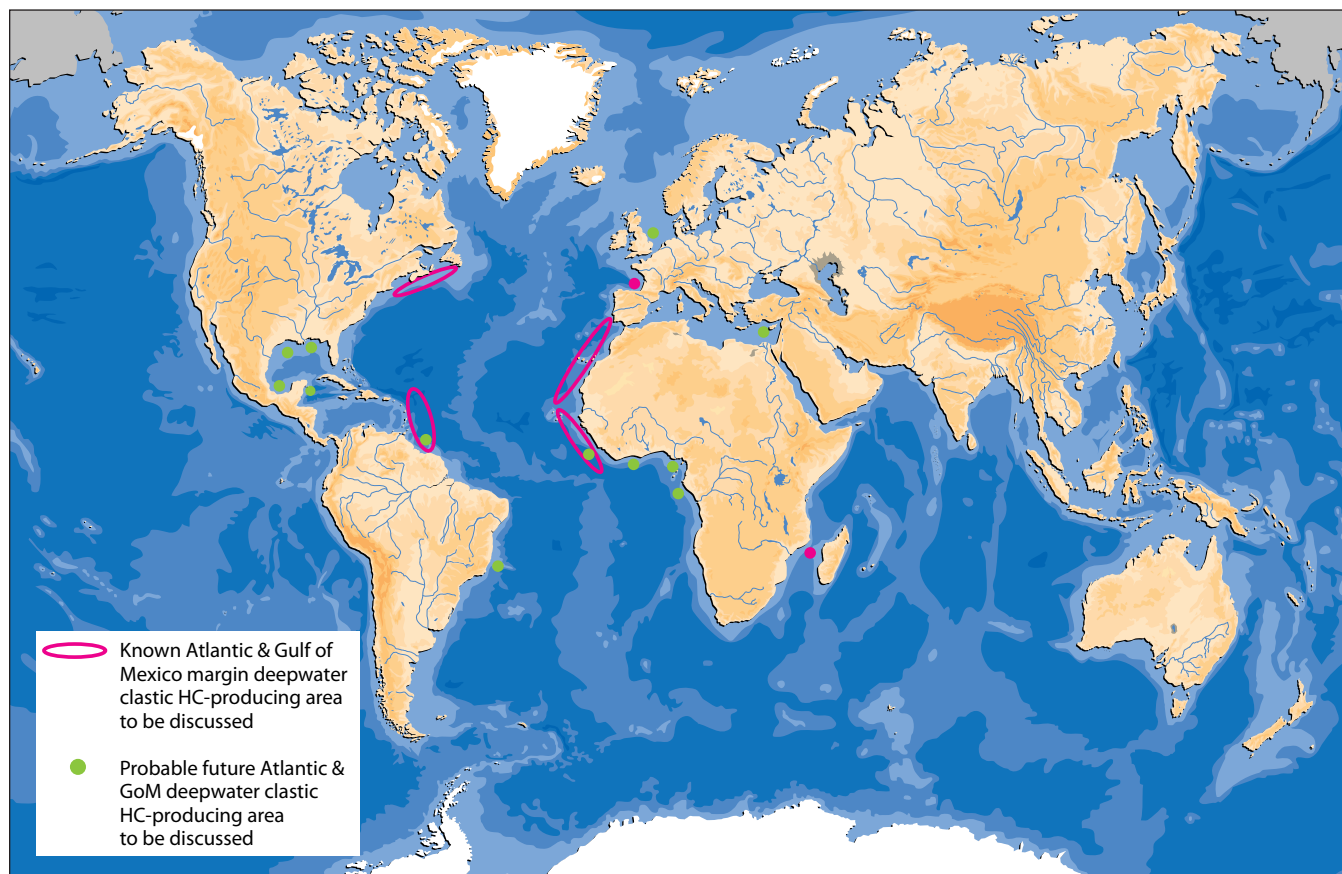 Known Atlantic & Gulf of
Mexico margin deepwater
clastic HC-producing area
to be discussed
Probable future Atlantic &
GoM deepwater clastic
HC-producing area
to be discussed